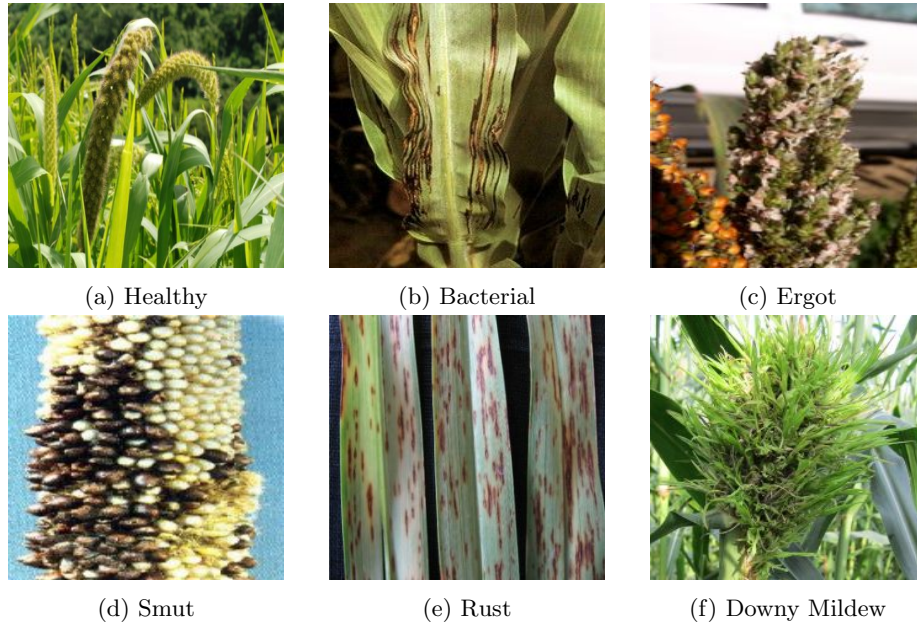 (a) Healthy
(b) Bacterial
(c) Ergot
(d) Smut
(e) Rust
(f) Downy Mildew